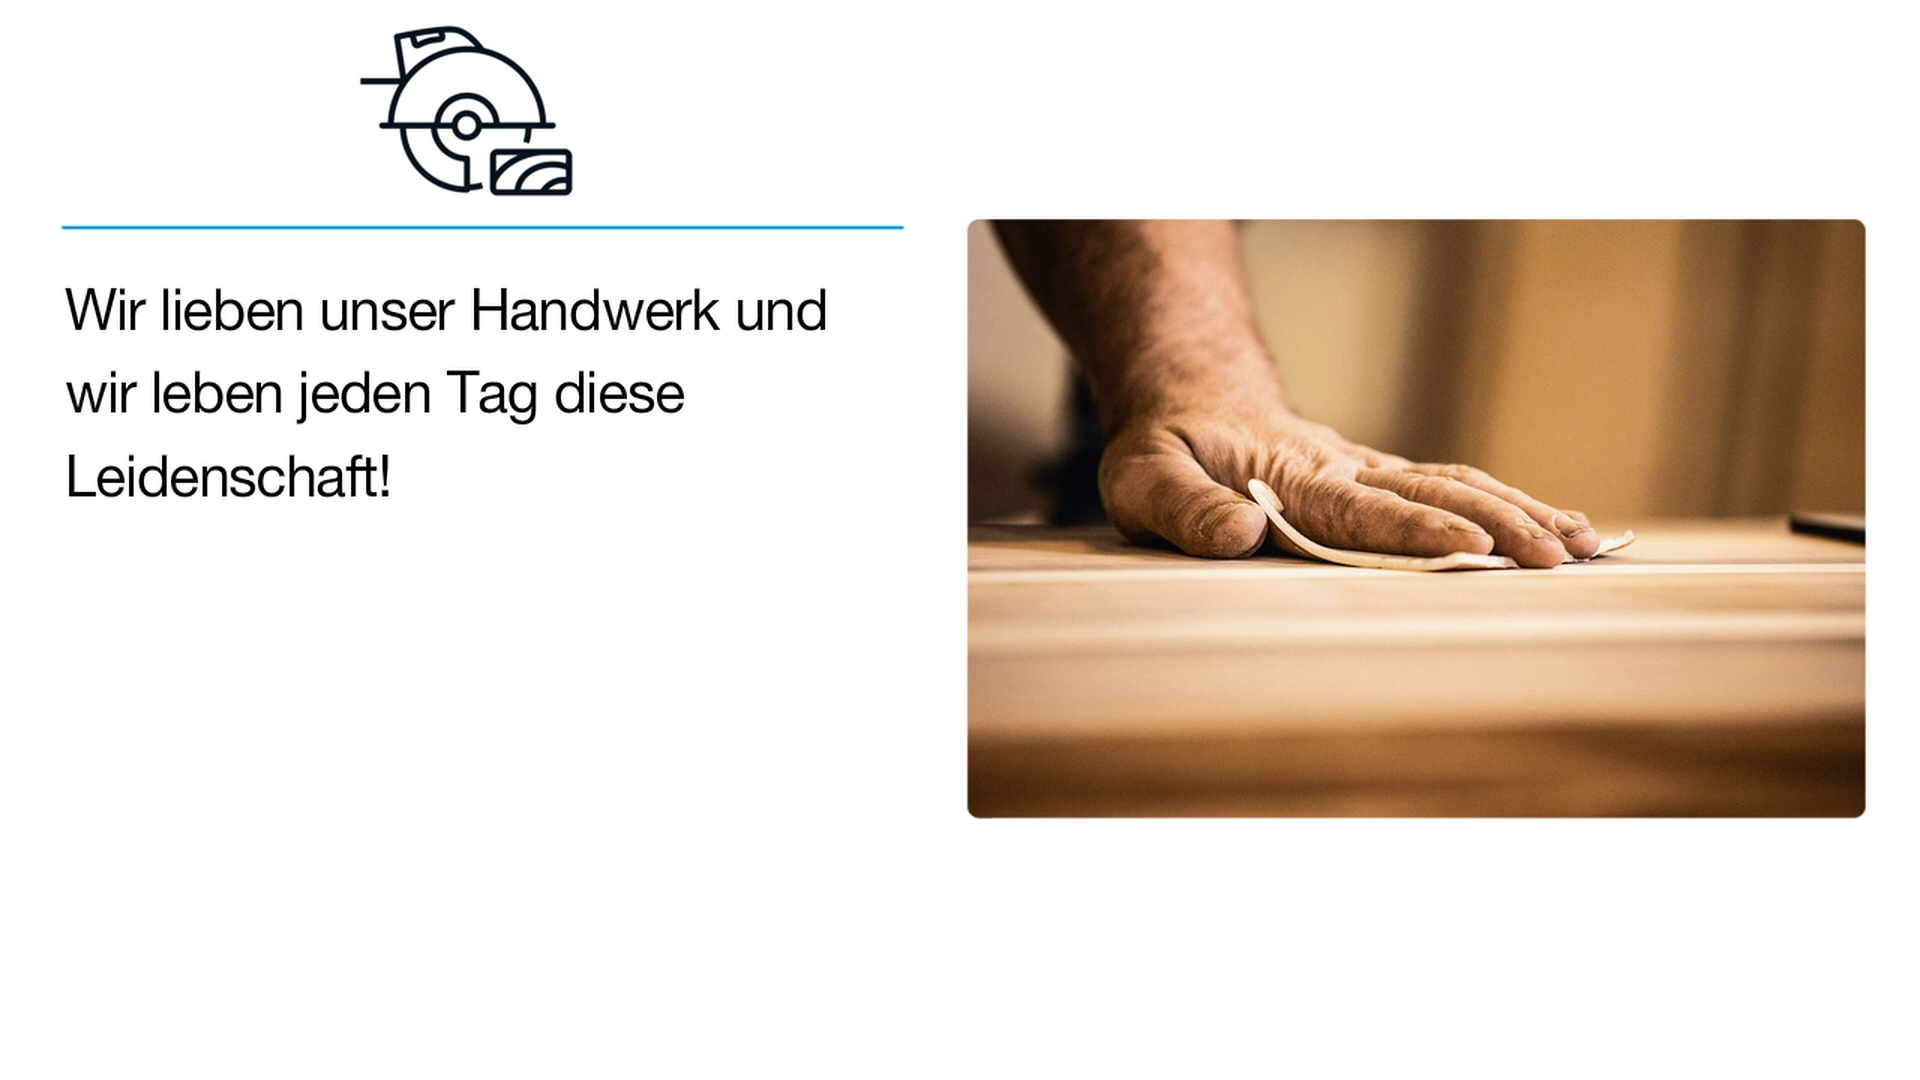 Wir lieben unser Handwerk und
wir leben jeden Tag diese
Leidenschaft!